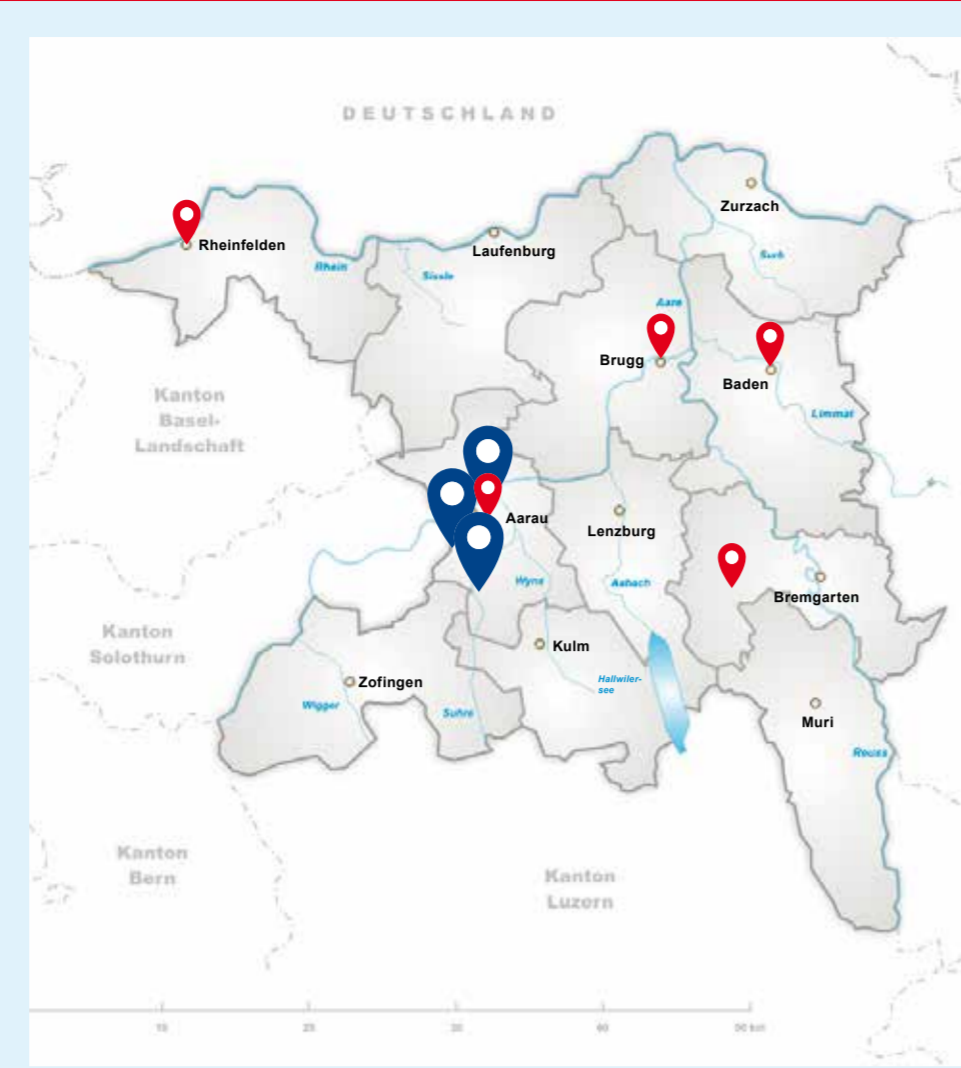 DEUTSCHLAND
Zurzach
Rheinfelden
Laufenburg
Rhein
Sissle
Surb
Aare
Brugg
Baden
Kanton
Basel-
Landschaft
Limmat
Aarau
Lenzburg
Wyna
Aabach
Bremgarten
Kanton
Solothurn
Kulm
Zofingen
Hallwiler-
see
Wigger
Suhre
Muri
Reuss
Kanton
Bern
Kanton
Luzern